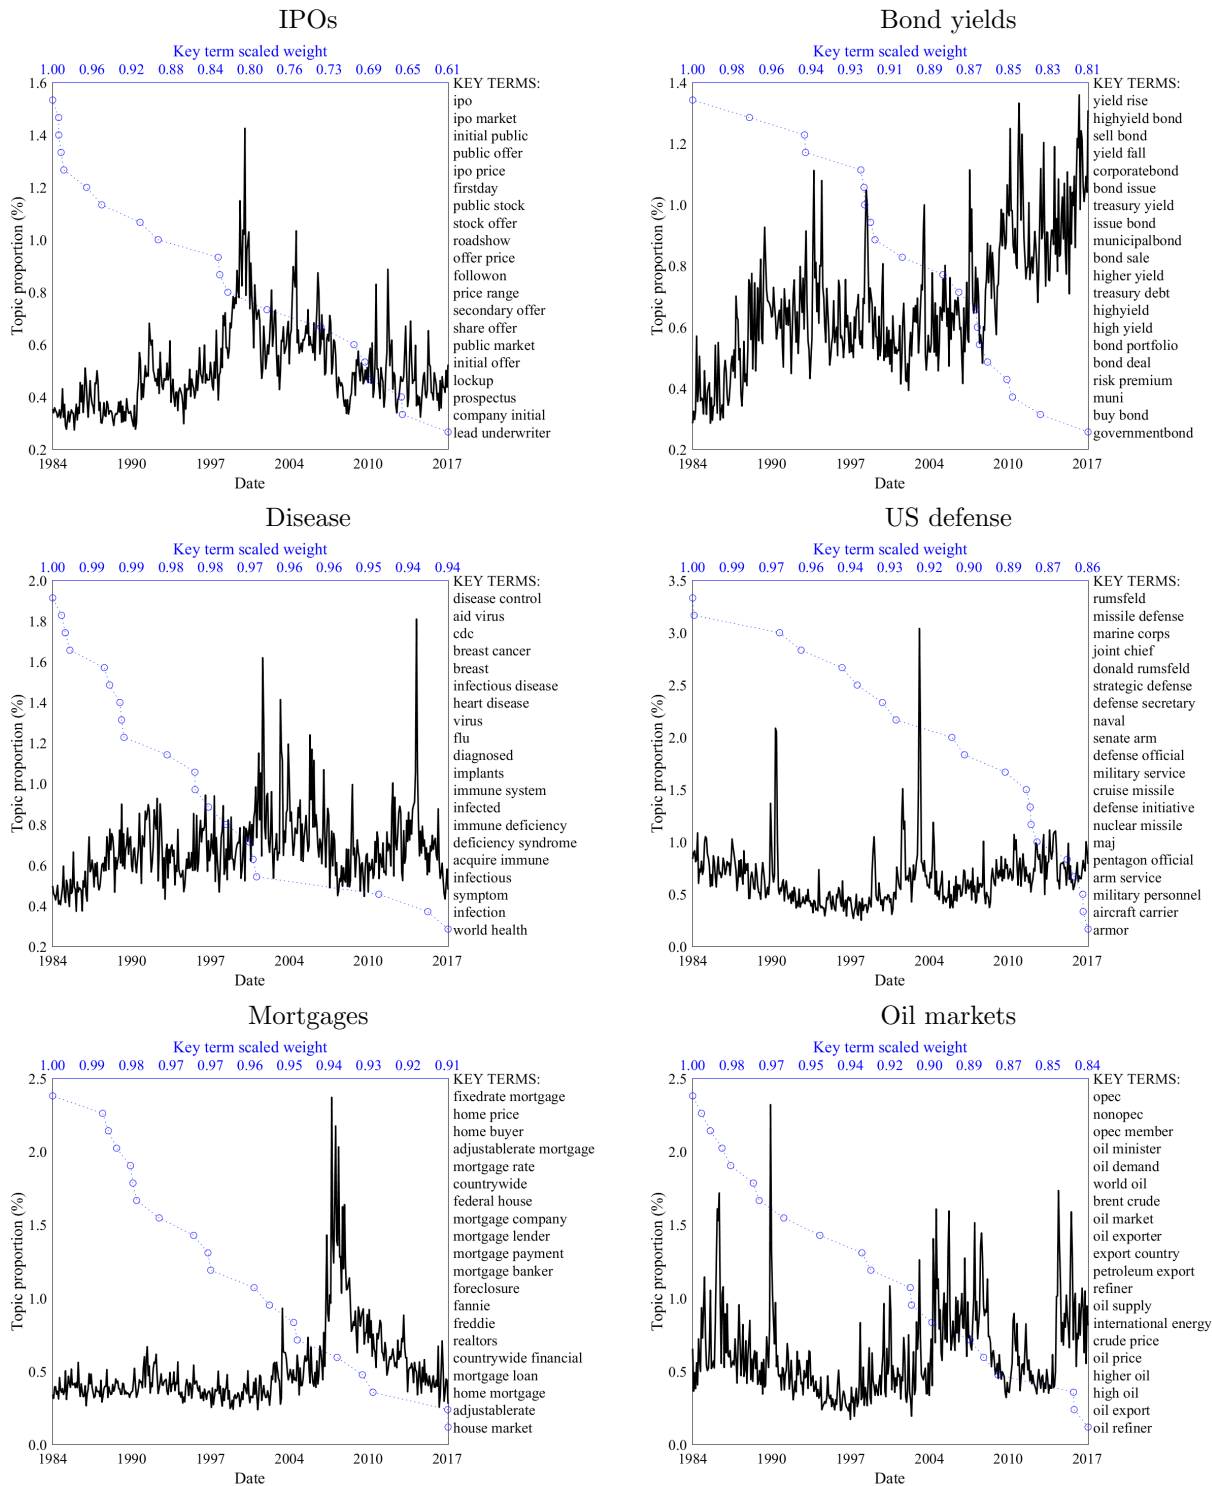 IPOs
Key term scaled weight
1.00 0.96 0.92 0.88 0.84 0.80 0.76 0.73 0.69 0.65 0.61
KEY TERMS:
ipo
ipo market
initial public
public offer
ipo price
firstday
public stock
stock offer
roadshow
offer price
followon
price range
secondary offer
share offer
public market
initial offer
lockup
prospectus
company initial
lead underwriter
Topic proportion (%)
1.6
1.4
1.2
1.0
0.8
0.6
0.4
0.2
1984 1990 1997 2004 2010 2017
Date
Bond yields
Key term scaled weight
1.00 0.98 0.96 0.94 0.93 0.91 0.89 0.87 0.85 0.83 0.81
KEY TERMS:
yield rise
highyield bond
sell bond
yield fall
corporatebond
bond issue
treasury yield
issue bond
municipalbond
bond sale
higher yield
treasury debt
highyield
high yield
bond portfolio
bond deal
risk premium
muni
buy bond
governmentbond
Topic proportion (%)
1.4
1.2
1.0
0.8
0.6
0.4
0.2
1984 1990 1997 2004 2010 2017
Date
Disease
Key term scaled weight
1.00 0.99 0.99 0.98 0.98 0.97 0.96 0.96 0.95 0.94 0.94
KEY TERMS:
disease control
aid virus
cdc
breast cancer
breast
infectious disease
heart disease
virus
flu
diagnosed
implants
immune system
infected
immune deficiency
deficiency syndrome
acquire immune
infectious
symptom
infection
world health
Topic proportion (%)
2.0
1.8
1.6
1.4
1.2
1.0
0.8
0.6
0.4
0.2
1984 1990 1997 2004 2010 2017
Date
US defense
Key term scaled weight
1.00 0.99 0.97 0.96 0.94 0.93 0.92 0.90 0.89 0.87 0.86
KEY TERMS:
rumsfeld
missile defense
marine corps
joint chief
donald rumsfeld
strategic defense
defense secretary
naval
senate arm
defense official
military service
cruise missile
defense initiative
nuclear missile
maj
pentagon official
arm service
military personnel
aircraft carrier
armor
Topic proportion (%)
3.5
3.0
2.5
2.0
1.5
1.0
0.5
0.0
1984 1990 1997 2004 2010 2017
Date
Mortgages
Key term scaled weight
1.00 0.99 0.98 0.97 0.97 0.96 0.95 0.94 0.93 0.92 0.91
KEY TERMS:
fixedrate mortgage
home price
home buyer
adjustablerate mortgage
mortgage rate
countrywide
federal house
mortgage company
mortgage lender
mortgage payment
mortgage banker
foreclosure
fannie
freddie
realtors
countrywide financial
mortgage loan
home mortgage
adjustablerate
house market
Topic proportion (%)
2.5
2.0
1.5
1.0
0.5
0.0
1984 1990 1997 2004 2010 2017
Date
Oil markets
Key term scaled weight
1.00 0.98 0.97 0.95 0.94 0.92 0.90 0.89 0.87 0.85 0.84
KEY TERMS:
opec
nonopec
opec member
oil minister
oil demand
world oil
brent crude
oil market
oil exporter
export country
petroleum export
refiner
oil supply
international energy
crude price
oil price
higher oil
high oil
oil export
oil refiner
Topic proportion (%)
2.5
2.0
1.5
1.0
0.5
0.0
1984 1990 1997 2004 2010 2017
Date